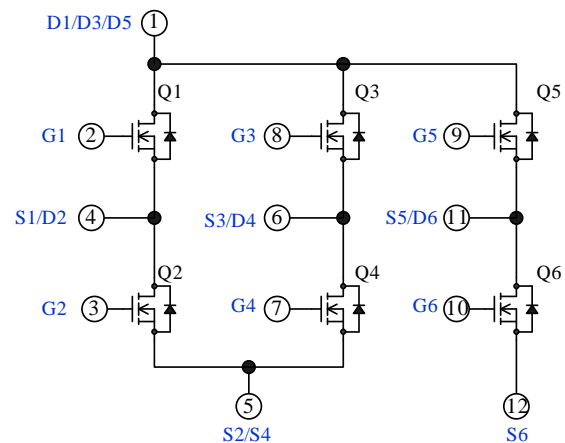 D1/D3/D5 1
Q1 Q3 Q5
G1 2 G3 8 G5 9
S1/D2 4 S3/D4 6 S5/D6 11
Q2 Q4 Q6
G2 3 G4 7 G6 10
5 12
S2/S4 S6